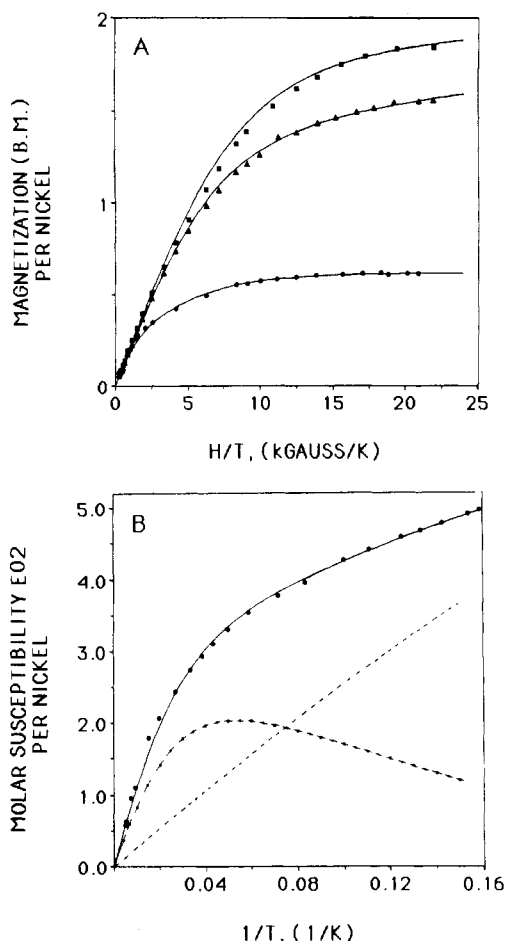 2
A
1
0
MAGNETIZATION (B.M.)
PER NICKEL
0
5
10
15
20
25
H/T, (kGAUSS/K)
5.0
B
4.0
3.0
2.0
1.0
0.0
MOLAR SUSCEPTIBILITY E02
PER NICKEL
0.04
0.08
0.12
0.16
1/T, (1/K)